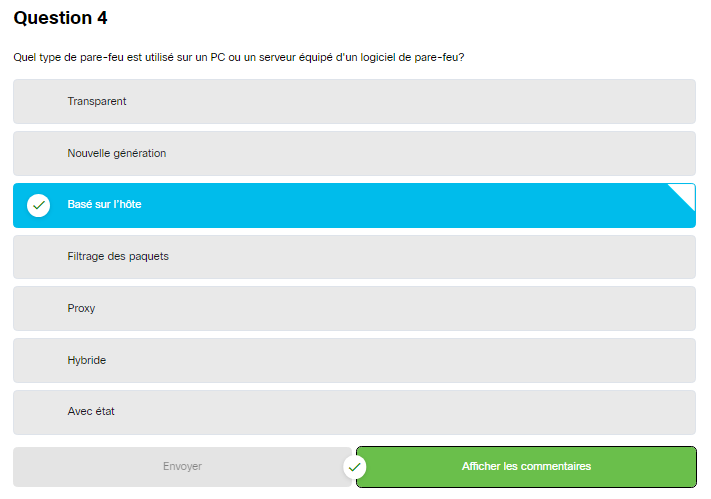 Question 4
Quel type de pare-feu est utilisé sur un PC ou un serveur équipé d'un logiciel de pare-feu?
Transparent
Nouvelle génération
Basé sur l'hôte
Filtrage des paquets
Proxy
Hybride
Avec état
Envoyer
Afficher les commentaires